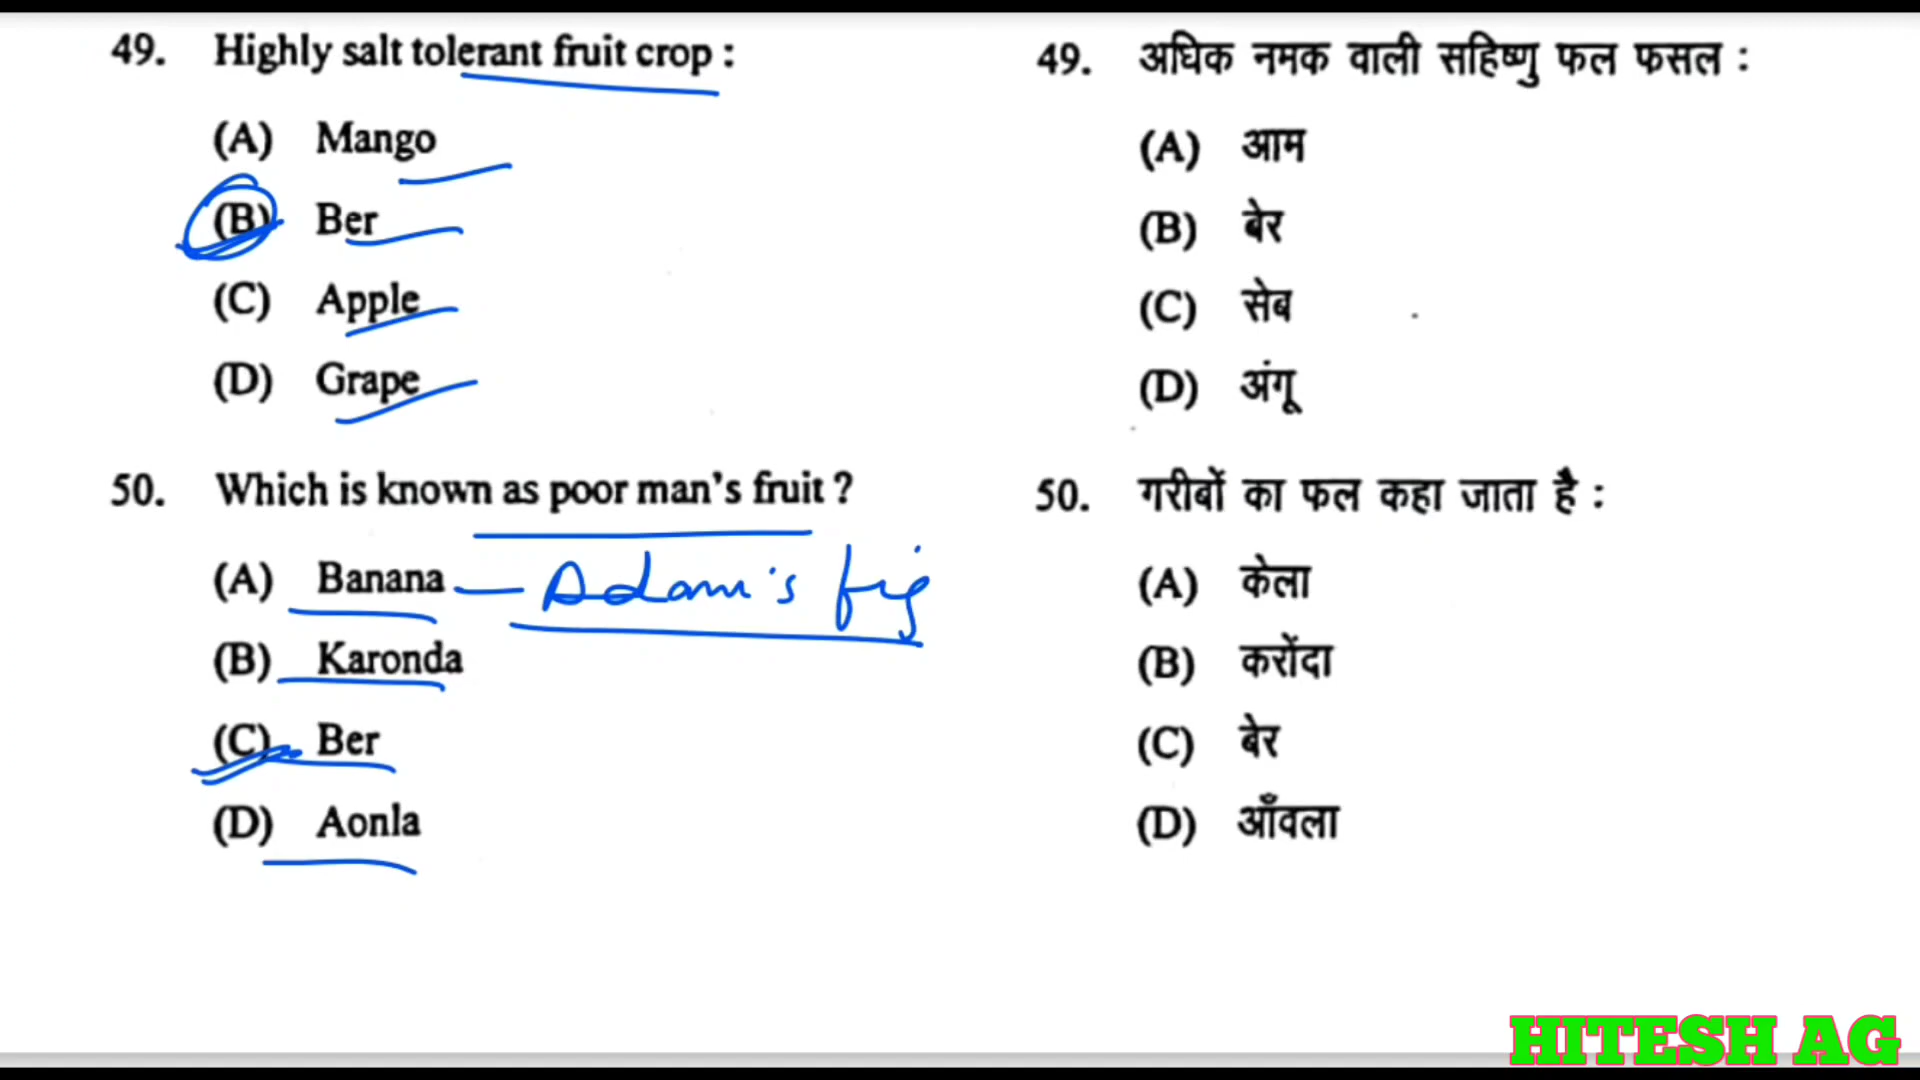 49. Highly salt tolerant fruit crop :
(A) Mango
(B) Ber
(C) Apple
(D) Grape
50. Which is known as poor man's fruit ?
(A) Banana — Adam's fig
(B) Karonda
(C) Ber
(D) Aonla
49. अधिक नमक वाली सहिष्णु फल फसल :
(A) आम
(B) बेर
(C) सेब
(D) अंगू
50. गरीबों का फल कहा जाता है :
(A) केला
(B) करोंदा
(C) बेर
(D) आँवला
HITESH AG